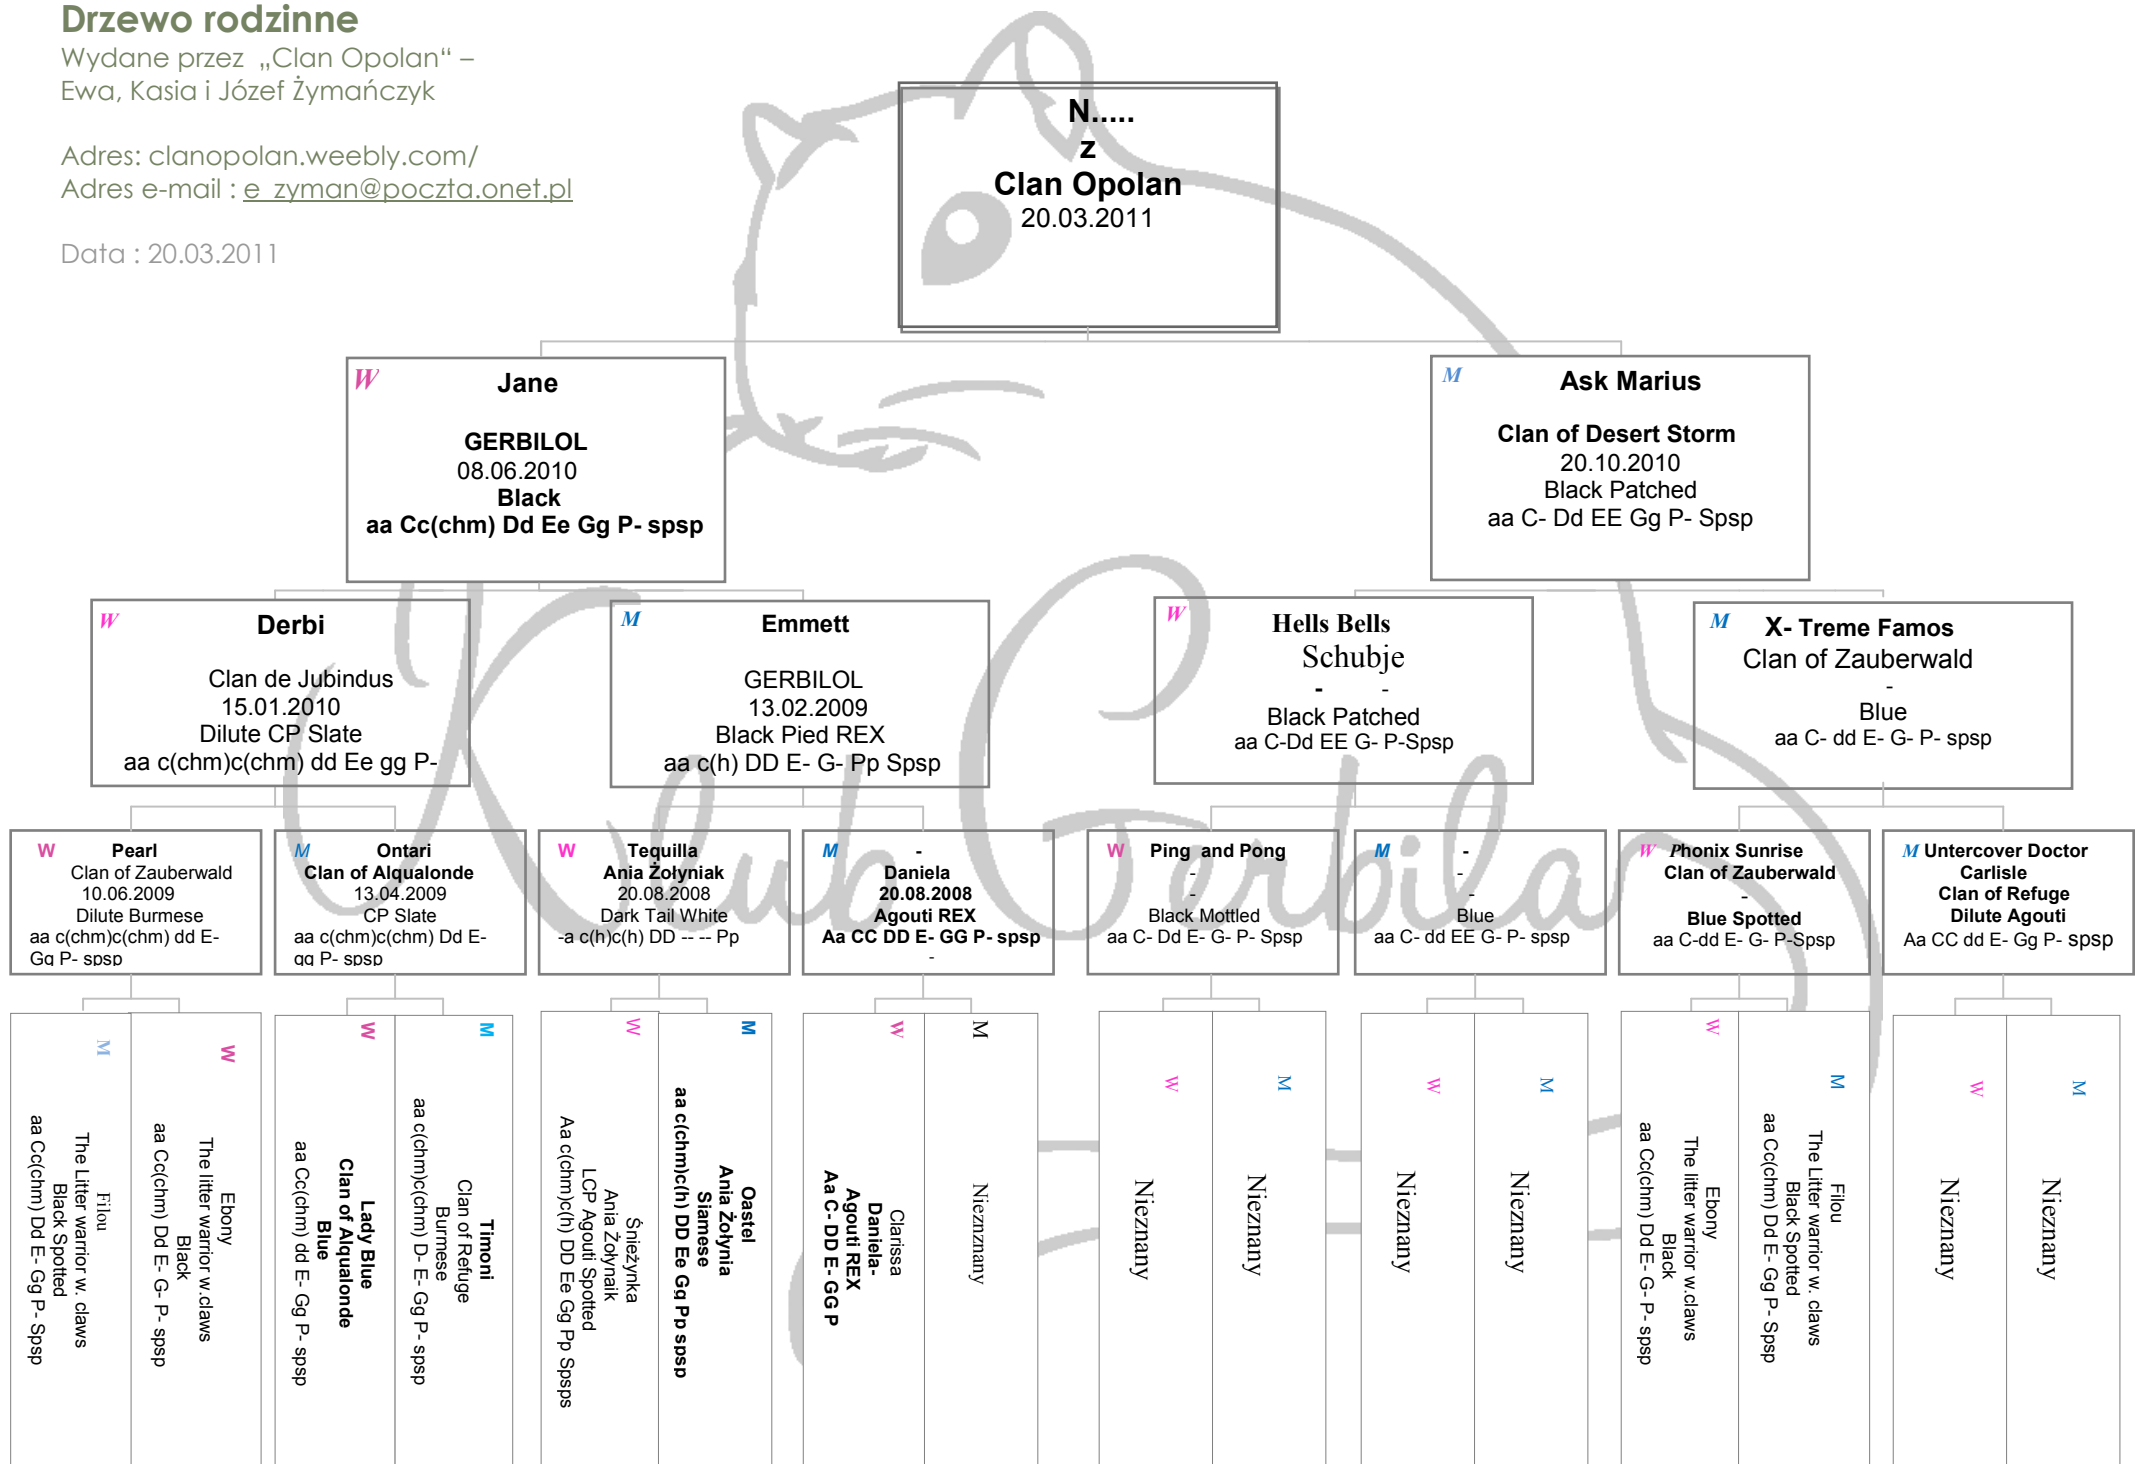 Drzewo rodzinne
Wydane przez „Clan Opolan“ –
Ewa, Kasia i Józef Żymańczyk
Adres: clanopolan.weebly.com/
Adres e-mail : e_zyman@poczta.onet.pl
Data : 20.03.2011
N.....
z
Clan Opolan
20.03.2011
W
Jane
GERBILOL
08.06.2010
Black
aa Cc(chm) Dd Ee Gg P- spsp
M
Ask Marius
Clan of Desert Storm
20.10.2010
Black Patched
aa C- Dd EE Gg P- Spsp
W
Derbi
Clan de Jubindus
15.01.2010
Dilute CP Slate
aa c(chm)c(chm) dd Ee gg P-
M
Emmett
GERBILOL
13.02.2009
Black Pied REX
aa c(h) DD E- G- Pp Spsp
W
Hells Bells
Schubje
- -
Black Patched
aa C-Dd EE G- P-Spsp
M
X- Treme Famos
Clan of Zauberwald
-
Blue
aa C- dd E- G- P- spsp
Klub Gerbila
W Pearl
Clan of Zauberwald
10.06.2009
Dilute Burmese
aa c(chm)c(chm) dd E-
Gg P- spsp
M Ontari
Clan of Alqualonde
13.04.2009
CP Slate
aa c(chm)c(chm) Dd E-
gg P- spsp
W Tequilla
Ania Żołyniak
20.08.2008
Dark Tail White
-a c(h)c(h) DD -- -- Pp
M -
Daniela
20.08.2008
Agouti REX
Aa CC DD E- GG P- spsp
-
W Ping and Pong
-
-
Black Mottled
aa C- Dd E- G- P- Spsp
M -
-
-
Blue
aa C- dd EE G- P- spsp
W Phonix Sunrise
Clan of Zauberwald
-
Blue Spotted
aa C-dd E- G- P-Spsp
M Untercover Doctor
Carlisle
Clan of Refuge
Dilute Agouti
Aa CC dd E- Gg P- spsp
M
Filou
The Litter warrior w. claws
Black Spotted
aa Cc(chm) Dd E- Gg P- Spsp
W
Ebony
The litter warrior w.claws
Black
aa Cc(chm) Dd E- G- P- spsp
W
Lady Blue
Clan of Alqualonde
Blue
aa Cc(chm) dd E- Gg P- spsp
M
Timoni
Clan of Refuge
Burmese
aa c(chm)c(chm) D- E- Gg P- spsp
W
Śnieżynka
Ania Żołynaik
LCP Agouti Spotted
Aa c(chm)c(h) DD Ee Gg Pp Spsps
M
Oastel
Ania Żołynia
Siamese
aa c(chm)c(h) DD Ee Gg Pp spsp
W
Clarissa
Daniela-
Agouti REX
Aa C- DD E- GG P
M
Nieznznany
W
Nieznany
M
Nieznany
W
Nieznany
M
Nieznany
W
Ebony
The litter warrior w.claws
Black
aa Cc(chm) Dd E- G- P- spsp
M
Filou
The Litter warrior w. claws
Black Spotted
aa Cc(chm) Dd E- Gg P- Spsp
W
Nieznany
M
Nieznany